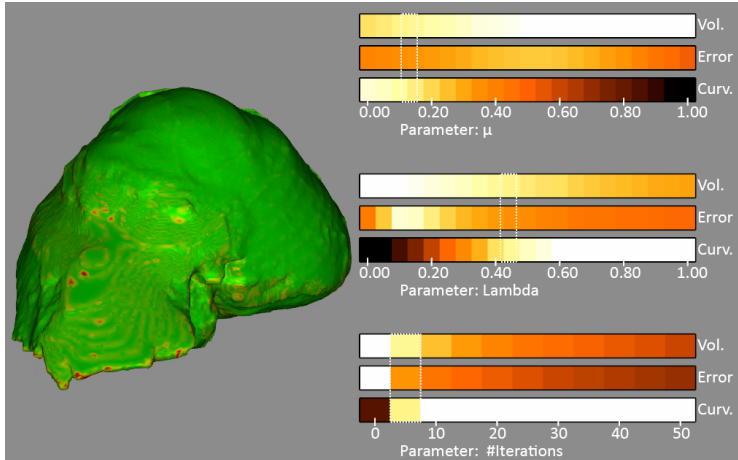 Vol.
Error
Curv.
0.00 0.20 0.40 0.60 0.80 1.00
Parameter: μ
Vol.
Error
Curv.
0.00 0.20 0.40 0.60 0.80 1.00
Parameter: Lambda
Vol.
Error
Curv.
0 10 20 30 40 50
Parameter: #Iterations